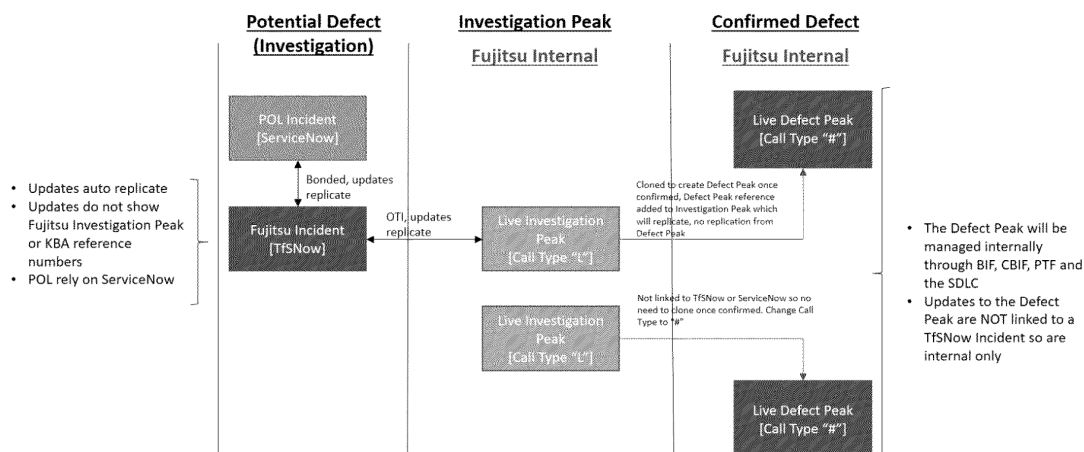 Potential Defect
(Investigation)
Investigation Peak
Fujitsu Internal
Confirmed Defect
Fujitsu Internal
POL Incident
[ServiceNow]
Bonded, updates
replicate
Fujitsu Incident
[TfSNow]
• Updates auto replicate
• Updates do not show
Fujitsu Investigation Peak
or KBA reference
numbers
• POL rely on ServiceNow
OTI, updates
replicate
Live Investigation
Peak
[Call Type "L"]
Cloned to create Defect Peak once
confirmed, Defect Peak reference
added to Investigation Peak which
will replicate, no replication from
Defect Peak
Live Defect Peak
[Call Type "#"]
Live Investigation
Peak
[Call Type "L"]
Not linked to TfSNow or ServiceNow so no
need to clone once confirmed. Change Call
Type to "#"
Live Defect Peak
[Call Type "#"]
• The Defect Peak will be
managed internally
through BIF, CBIF, PTF and
the SDLC
• Updates to the Defect
Peak are NOT linked to a
TfSNow Incident so are
internal only